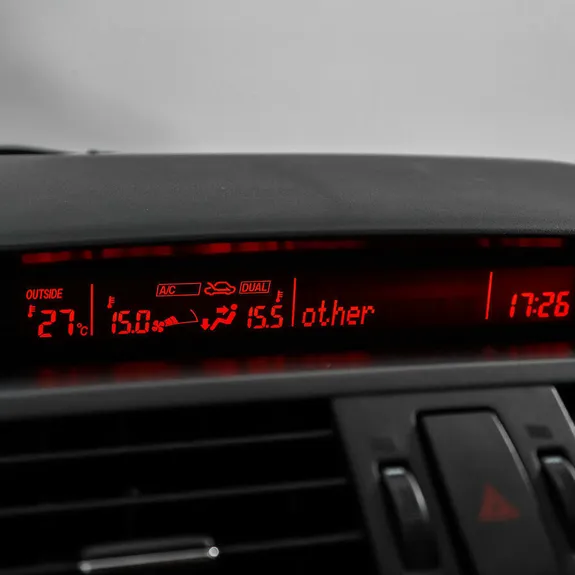 OUTSIDE A/C DUAL
27°C 15.0 15.5 other 17:26